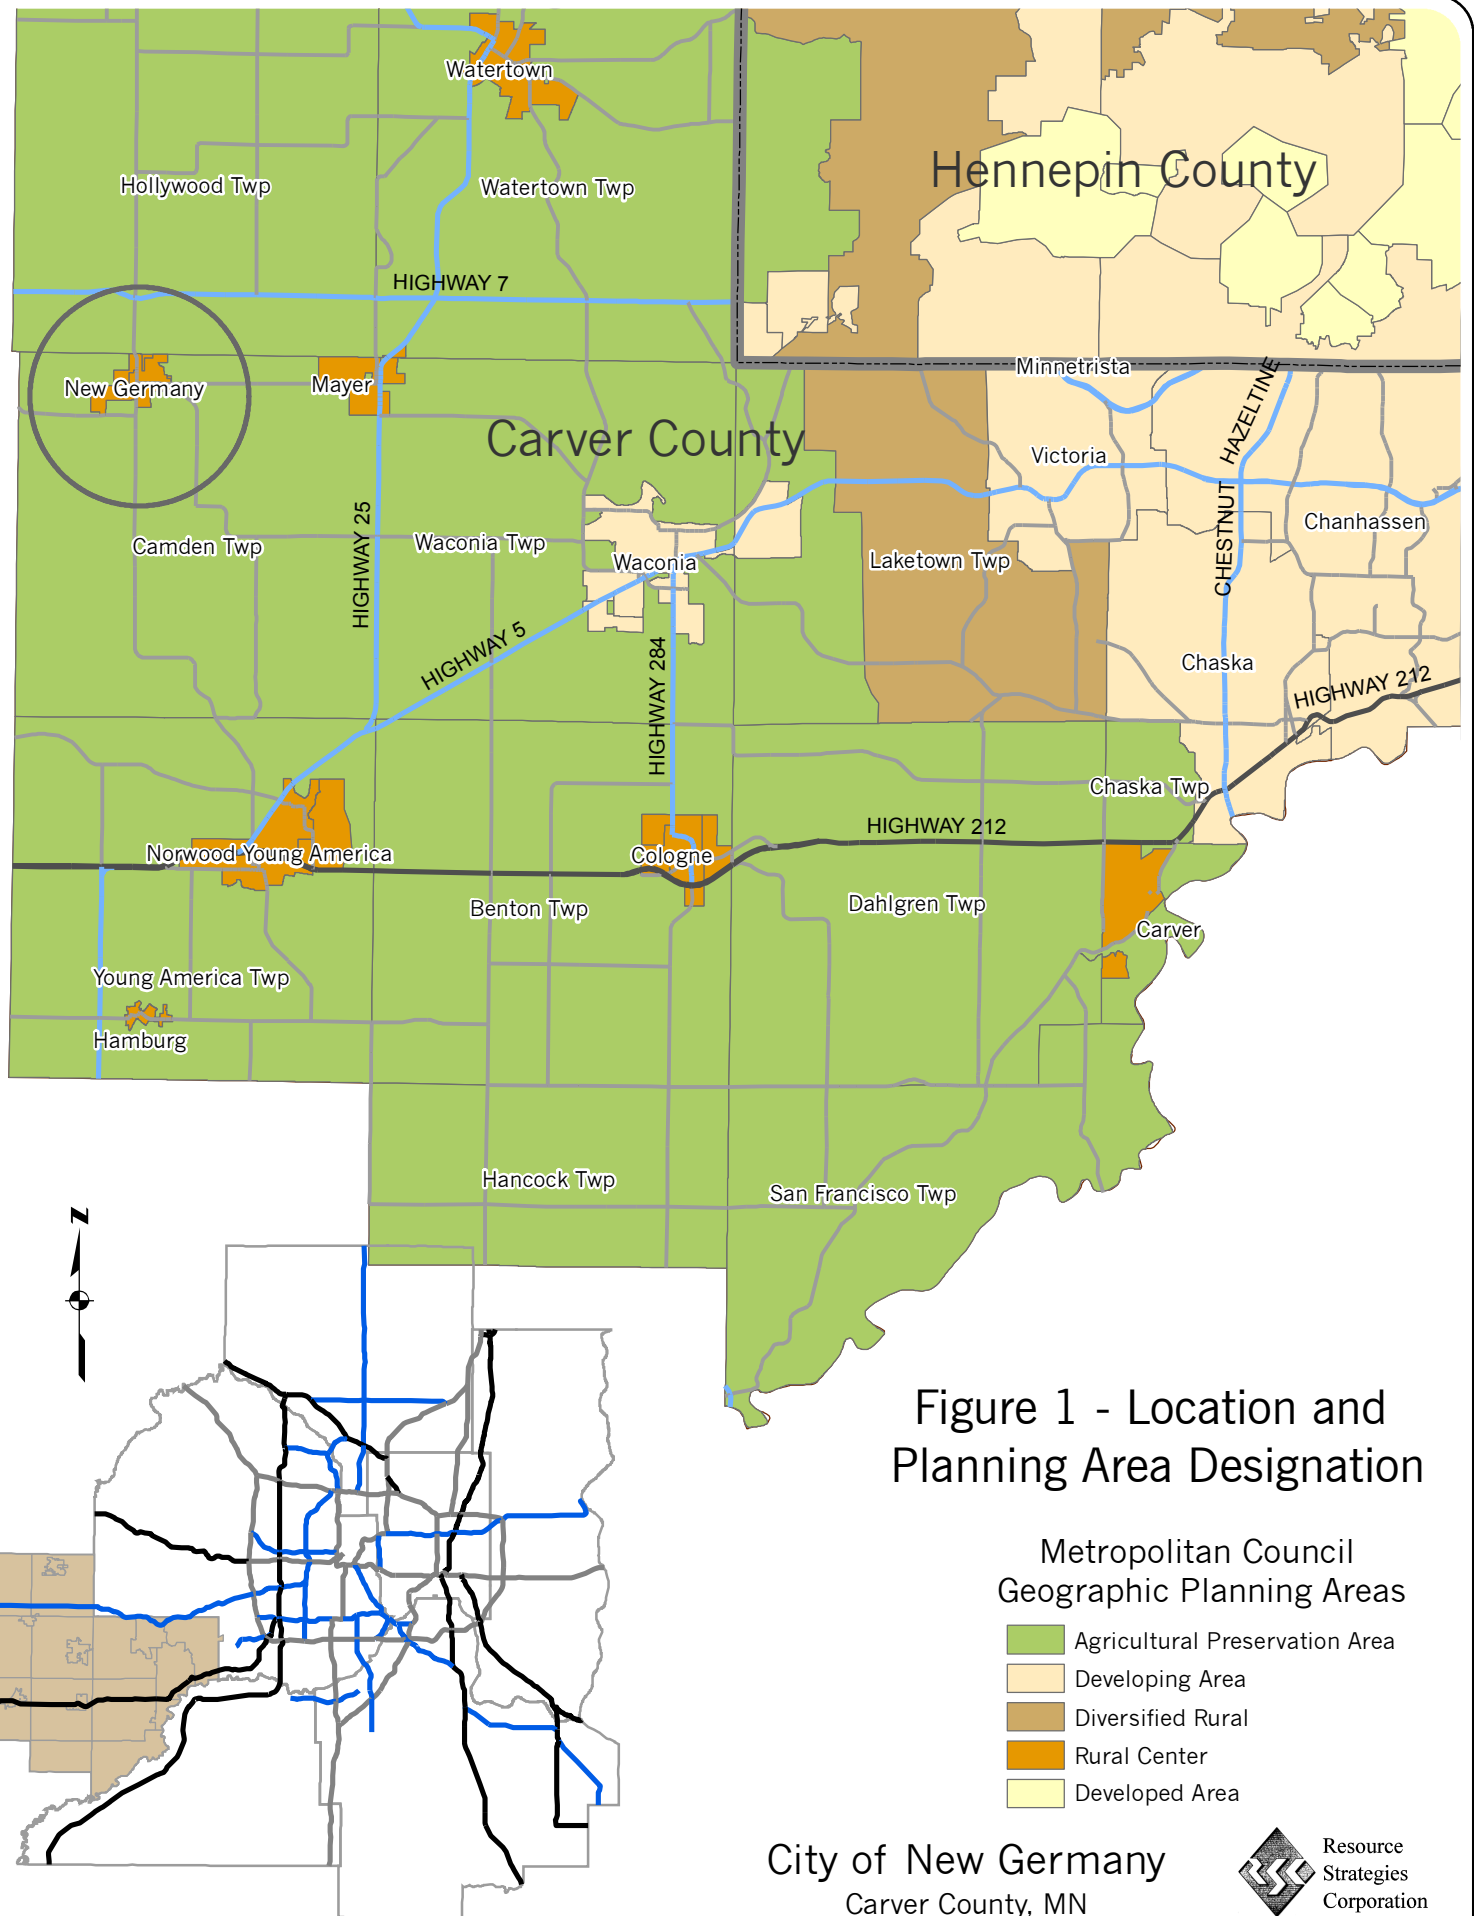 Watertown
Hennepin County
Hollywood Twp
Watertown Twp
HIGHWAY 7
Minnetrista
New Germany
Mayer
HAZELTINE
Carver County
Victoria
HIGHWAY 25
CHESTNUT
Chanhassen
Camden Twp
Waconia Twp
Waconia
Laketown Twp
HIGHWAY 5
HIGHWAY 284
Chaska
HIGHWAY 212
Chaska Twp
HIGHWAY 212
Norwood Young America
Cologne
Benton Twp
Dahlgren Twp
Carver
Young America Twp
Hamburg
Hancock Twp
San Francisco Twp
N
Figure 1 - Location and
Planning Area Designation
Metropolitan Council
Geographic Planning Areas
Agricultural Preservation Area
Developing Area
Diversified Rural
Rural Center
Developed Area
City of New Germany
Carver County, MN
RSC
Resource
Strategies
Corporation